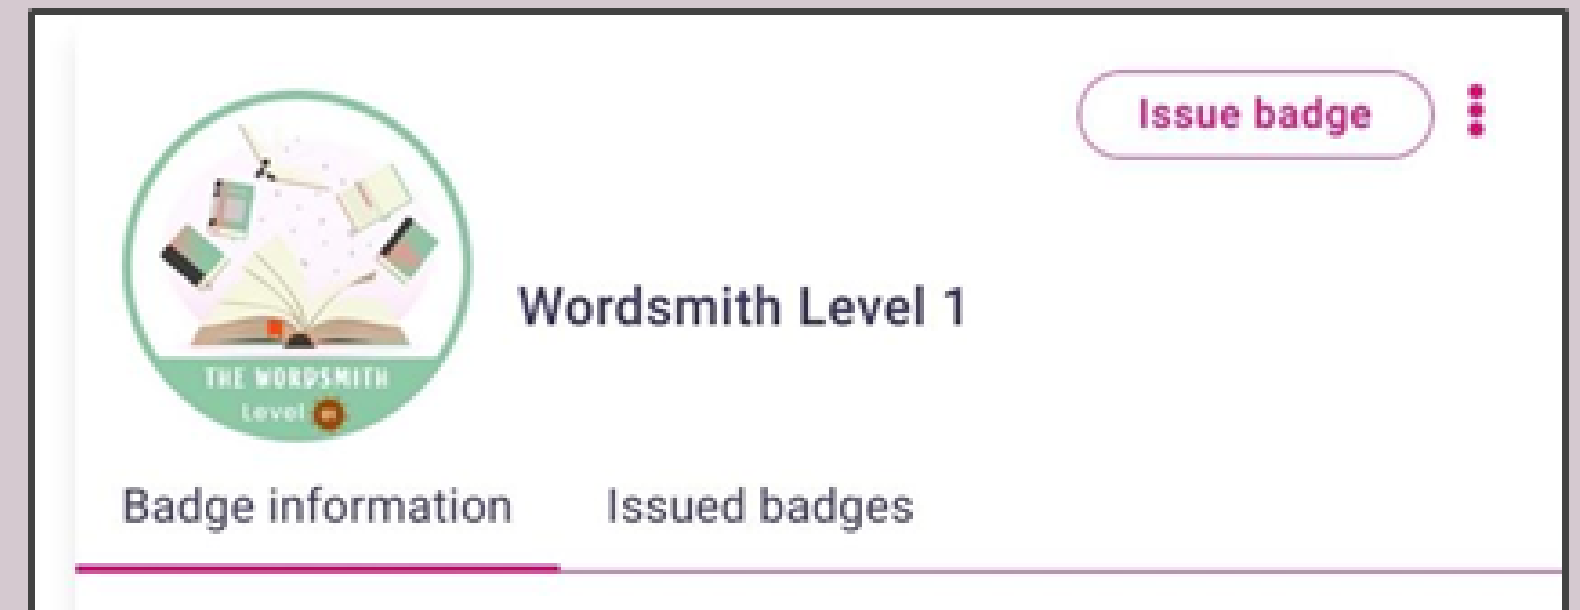 Issue badge
Wordsmith Level 1
THE WORDSMITH
Level
Badge information
Issued badges